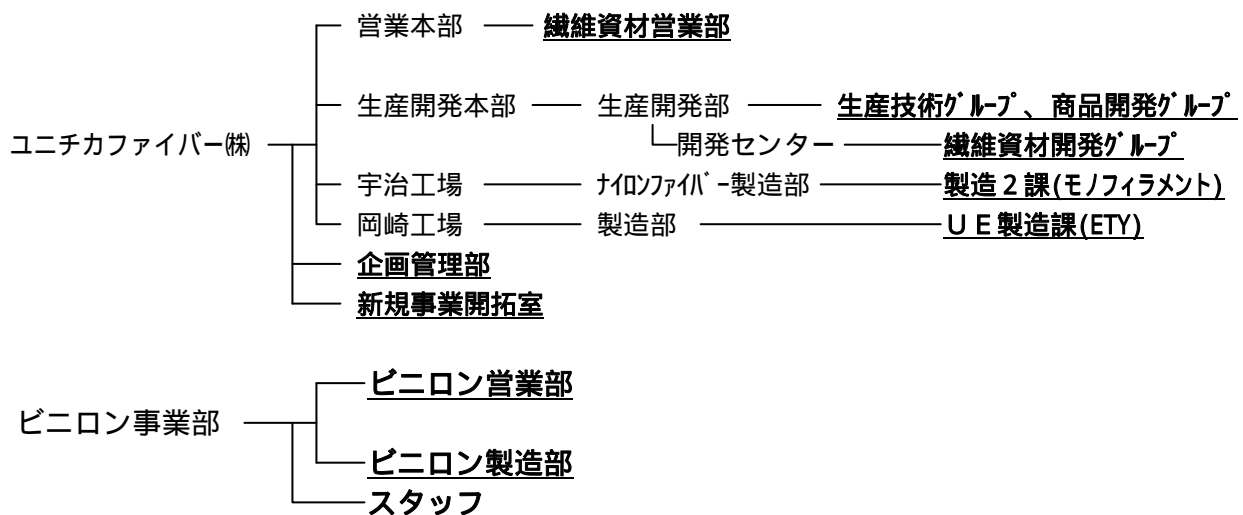 営業本部 繊維資材営業部
生産開発本部 生産開発部 生産技術ｸﾞﾙｰﾌﾟ、商品開発ｸﾞﾙｰﾌﾟ
ユニチカファイバー㈱ 開発センター 繊維資材開発ｸﾞﾙｰﾌﾟ
宇治工場 ﾅｲﾛﾝﾌｧｲﾊﾞｰ製造部 製造２課(モノフィラメント)
岡崎工場 製造部 ＵＥ製造課(ETY)
企画管理部
新規事業開拓室
ビニロン営業部
ビニロン事業部
ビニロン製造部
スタッフ